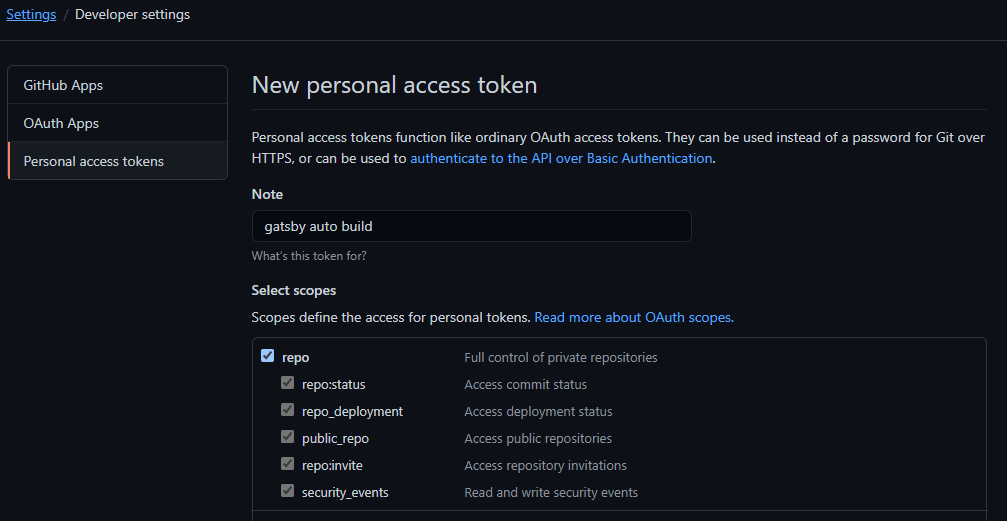 Settings / Developer settings
GitHub Apps
OAuth Apps
Personal access tokens
New personal access token
Personal access tokens function like ordinary OAuth access tokens. They can be used instead of a password for Git over
HTTPS, or can be used to authenticate to the API over Basic Authentication.
Note
gatsby auto build
What's this token for?
Select scopes
Scopes define the access for personal tokens. Read more about OAuth scopes.
repo Full control of private repositories
repo:status Access commit status
repo_deployment Access deployment status
public_repo Access public repositories
repo:invite Access repository invitations
security_events Read and write security events